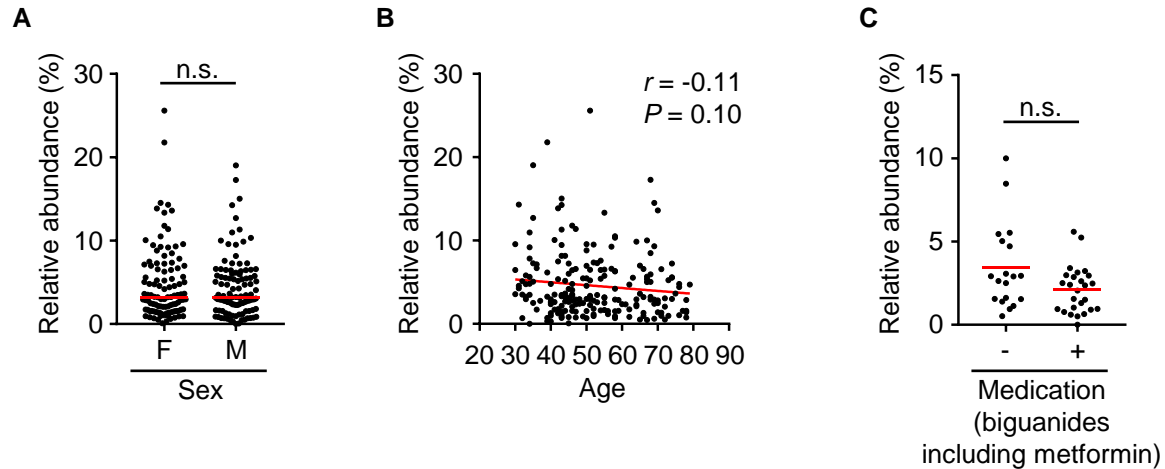 A
Relative abundance (%)
30
20
10
0
n.s.
F M
Sex
B
Relative abundance (%)
30
20
10
0
r = -0.11
P = 0.10
20 30 40 50 60 70 80 90
Age
C
Relative abundance (%)
15
10
5
0
n.s.
- +
Medication
(biguanides
including metformin)